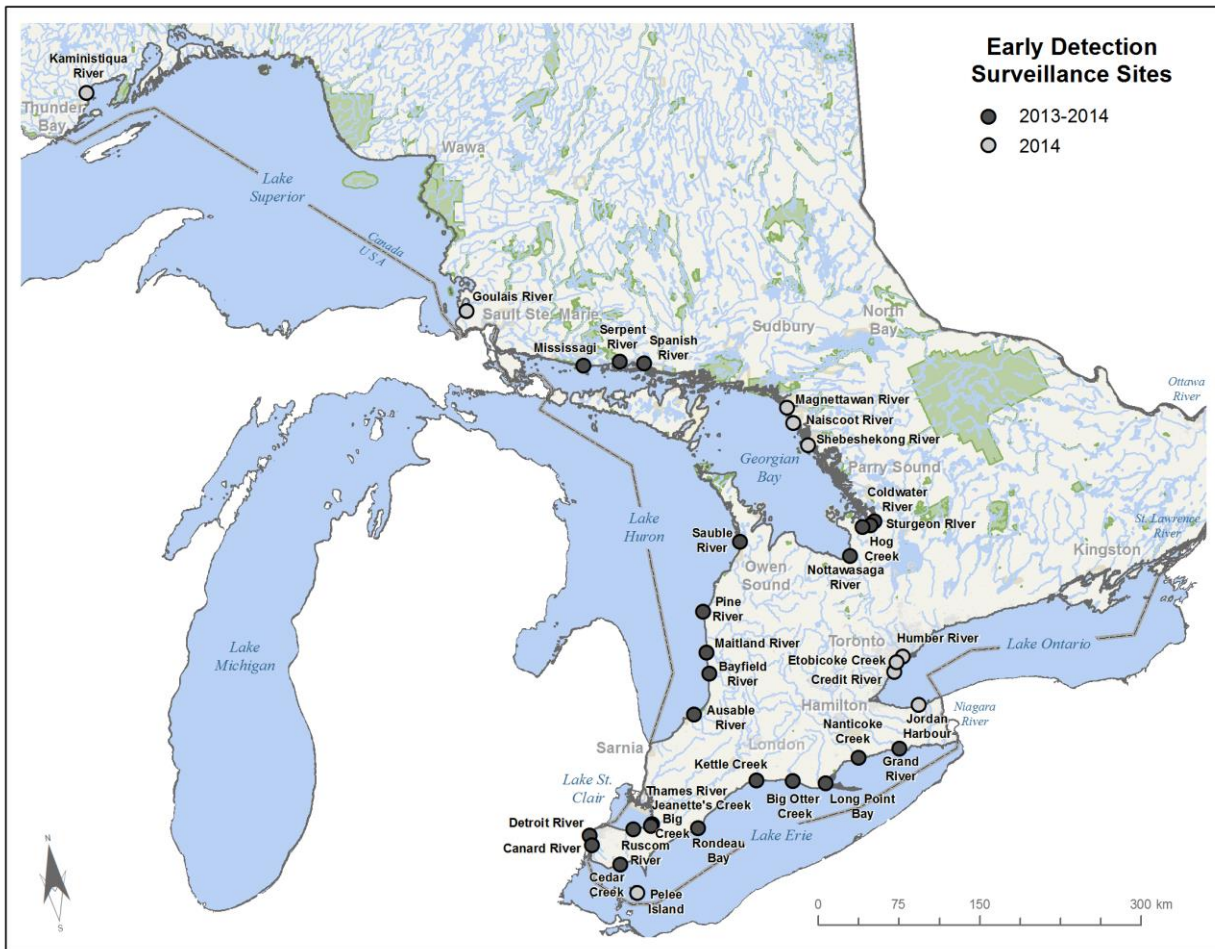 Early Detection
Surveillance Sites
2013-2014
2014
Kaministiqua
River
Thunder
Bay
Wawa
Lake
Superior
Canada
U S A
Goulais River
Sault Ste. Marie
Mississagi
Serpent
River
Spanish
River
Sudbury
North
Bay
Ottawa
River
Magnettawan River
Naiscoot River
Shebeshekong River
Georgian
Bay
Parry Sound
Coldwater
River
Sturgeon River
Hog
Creek
Nottawasaga
River
Lake
Huron
Sauble
River
Owen
Sound
Kingston
St. Lawrence
River
Pine
River
Maitland River
Bayfield
River
Ausable
River
Lake
Michigan
Toronto
Humber River
Etobicoke Creek
Credit River
Lake Ontario
Hamilton
Jordan
Harbour
Niagara
River
Nanticoke
Creek
Grand
River
Sarnia
London
Kettle Creek
Big Otter
Creek
Long Point
Bay
Lake St.
Clair
Thames River
Jeanette's Creek
Big
Creek
Detroit River
Canard River
Ruscom
River
Rondeau
Bay
Lake Erie
Cedar
Creek
Pelee
Island
N
S
0 75 150 300 km